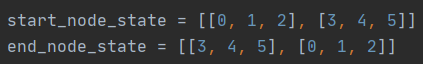 start_node_state = [[0, 1, 2], [3, 4, 5]]
end_node_state = [[3, 4, 5], [0, 1, 2]]